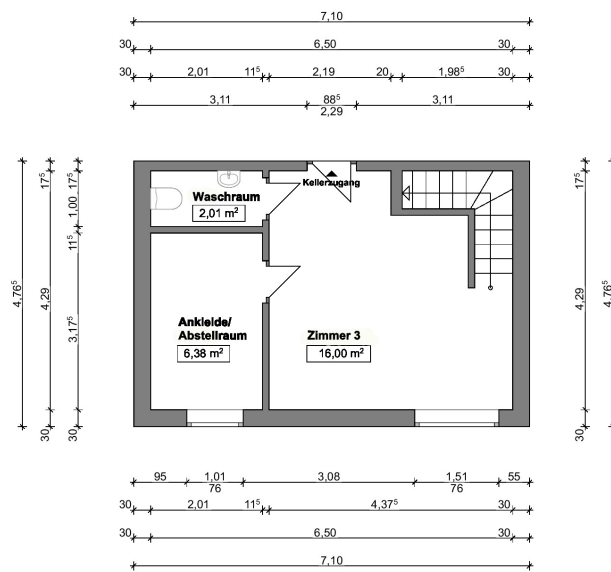 7,10
30 6,50 30
30 2,01 11⁵ 2,19 20 1,98⁵ 30
3,11 88⁵ 3,11
2,29
Kellerzugang
Waschraum
2,01 m²
Ankleide/
Abstellraum
6,38 m²
Zimmer 3
16,00 m²
4,76⁵
17⁵ 4,29 30
17⁵ 1,00 11⁵ 3,17⁵ 30
17⁵ 4,29 30
4,76⁵
95 1,01 3,08 1,51 55
76 76
30 2,01 11⁵ 4,37⁵ 30
30 6,50 30
7,10